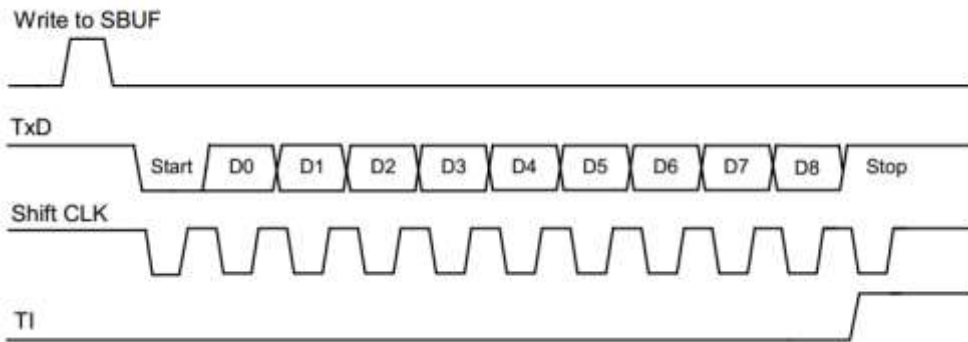 Write to SBUF
TxD
Start D0 D1 D2 D3 D4 D5 D6 D7 D8 Stop
Shift CLK
TI